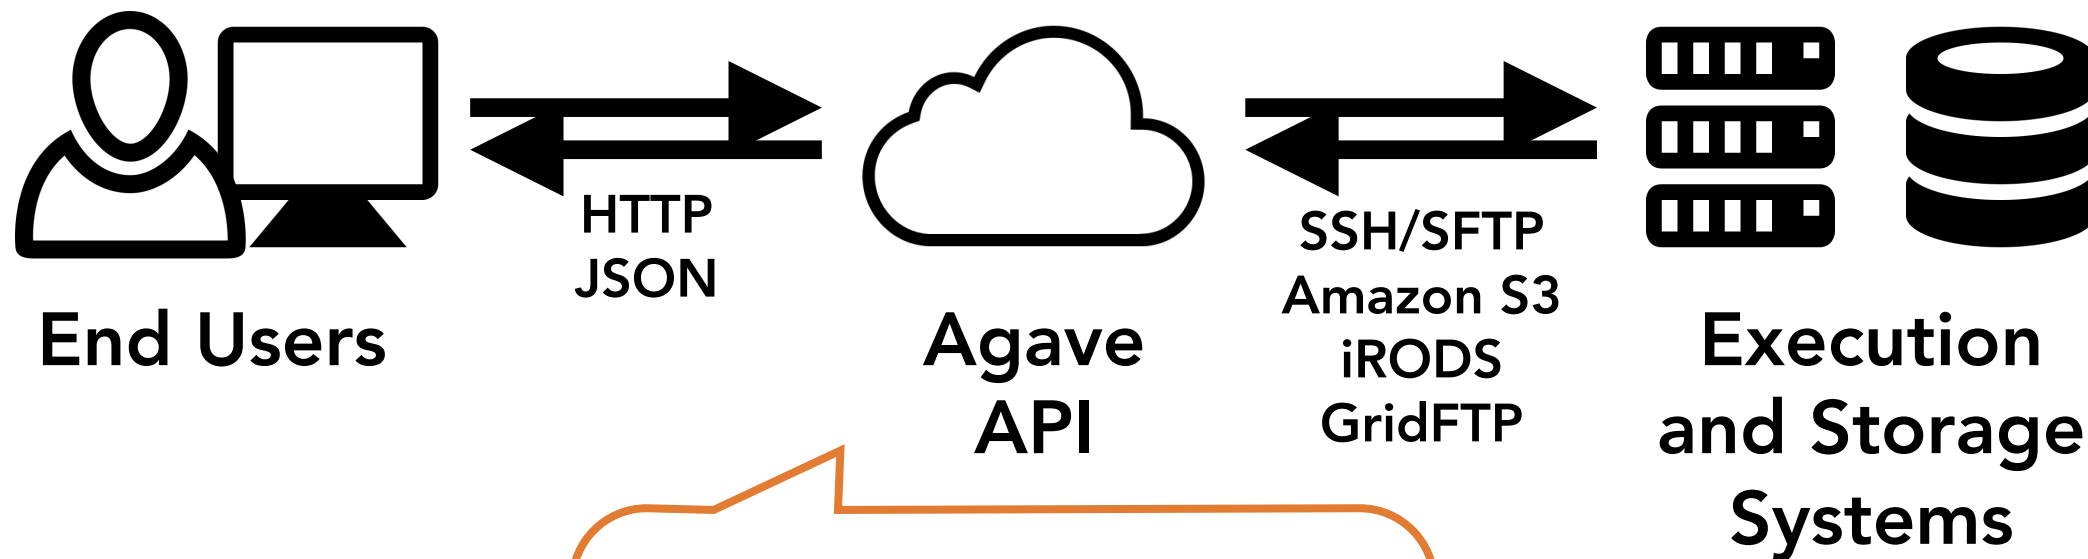 End Users
HTTP
JSON
Agave
API
SSH/SFTP
Amazon S3
iRODS
GridFTP
Execution
and Storage
Systems